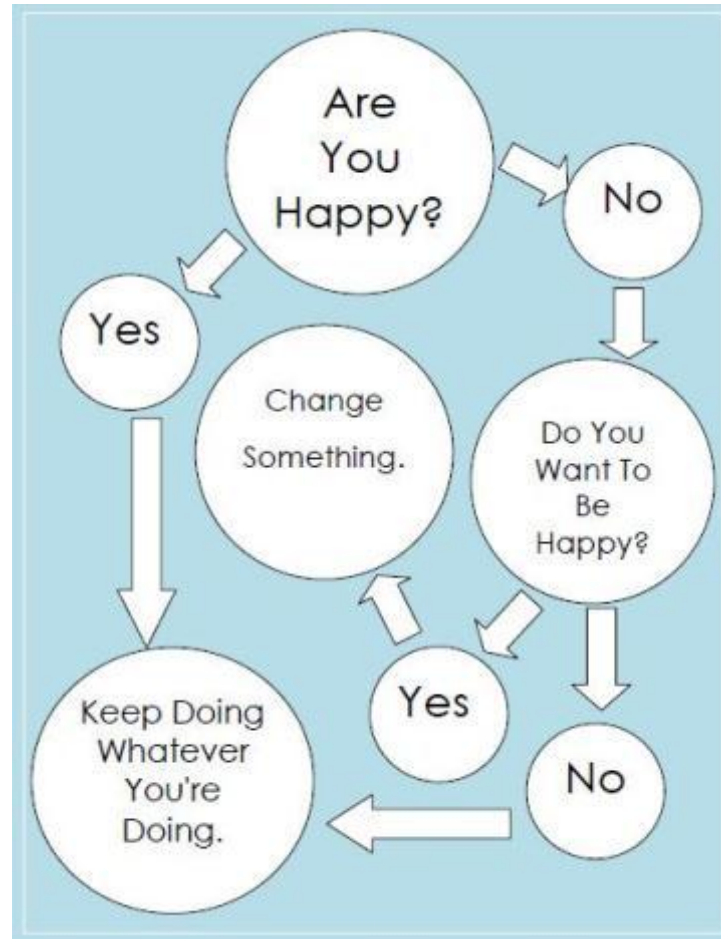 Are
You
Happy?
No
Yes
Change
Something.
Do You
Want To
Be
Happy?
Yes
No
Keep Doing
Whatever
You're
Doing.